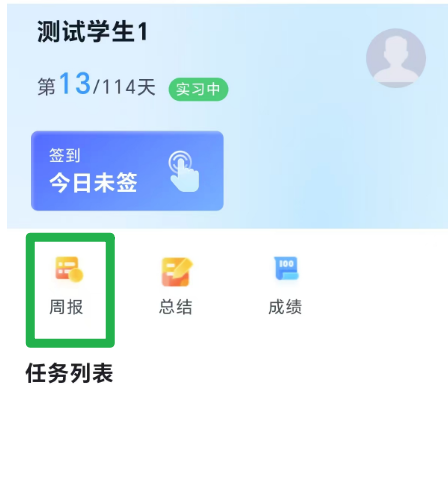 测试学生1
第13/114天 实习中
签到
今日未签
100
周报 总结 成绩
任务列表